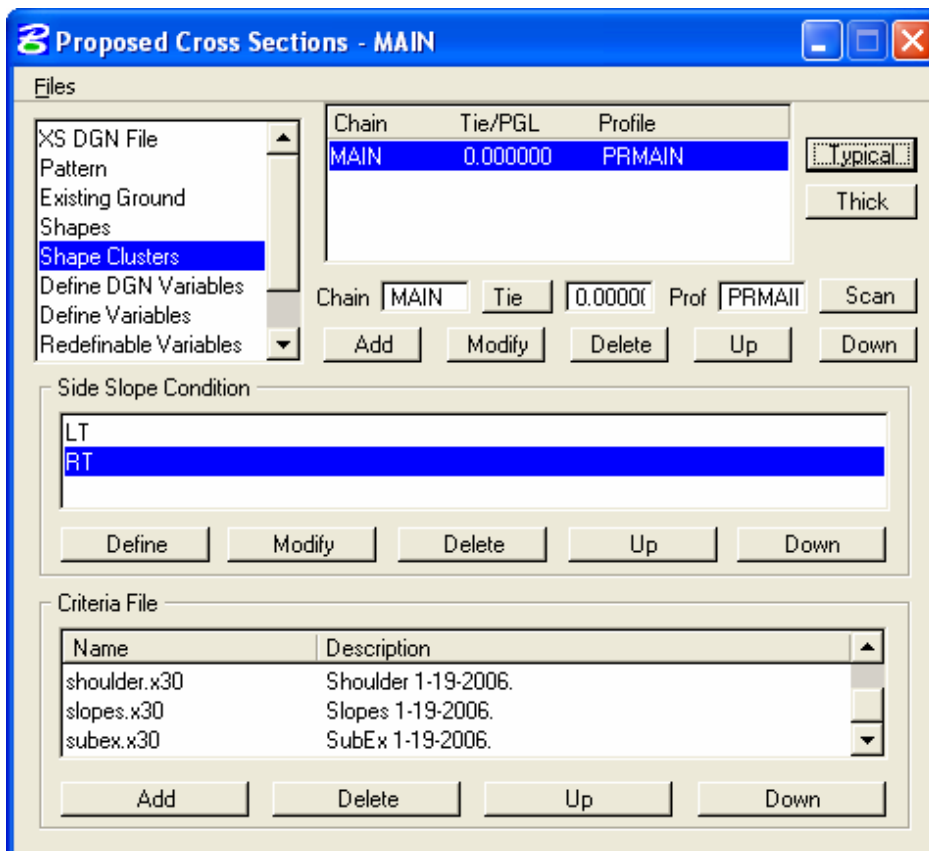 Proposed Cross Sections - MAIN
Files
XS DGN File
Pattern
Existing Ground
Shapes
Shape Clusters
Define DGN Variables
Define Variables
Redefinable Variables
Chain Tie/PGL Profile
MAIN 0.000000 PRMAIN
Typical
Thick
Chain MAIN Tie 0.0000( Prof PRMAII Scan
Add Modify Delete Up Down
Side Slope Condition
LT
RT
Define Modify Delete Up Down
Criteria File
Name Description
shoulder.x30 Shoulder 1-19-2006.
slopes.x30 Slopes 1-19-2006.
subex.x30 SubEx 1-19-2006.
Add Delete Up Down